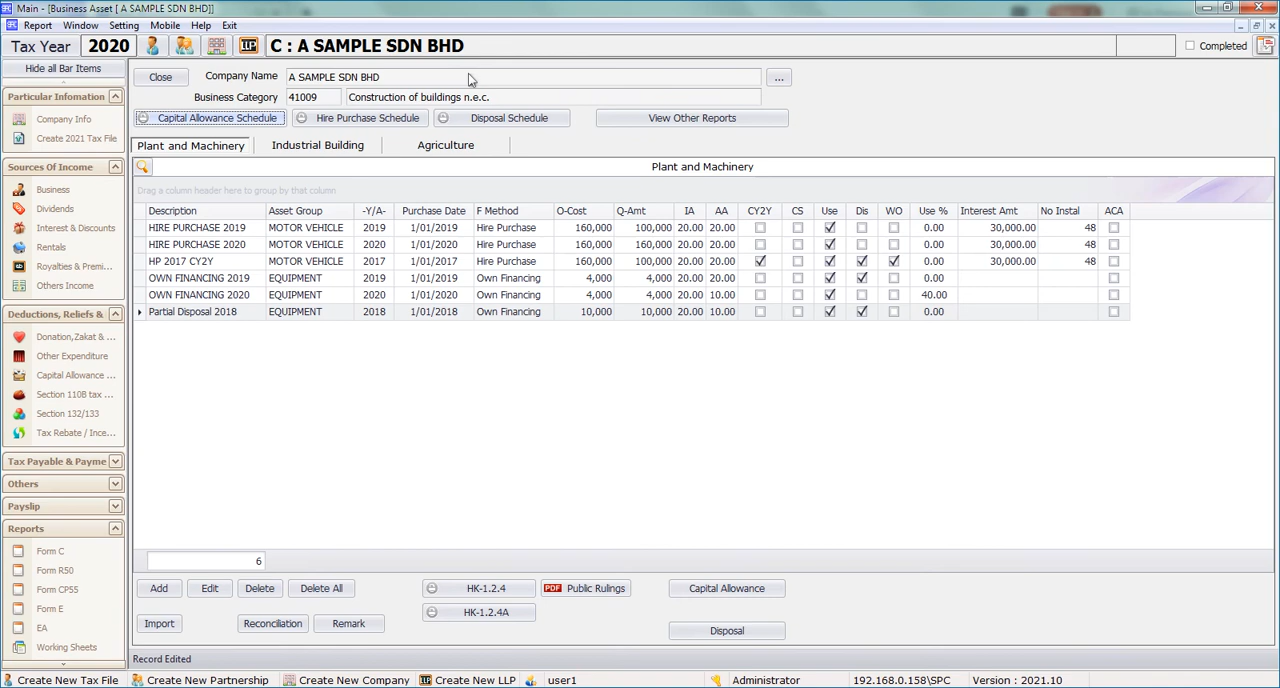 Main - [Business Asset [ A SAMPLE SDN BHD]]
Report Window Setting Mobile Help Exit
Tax Year 2020 C : A SAMPLE SDN BHD Completed
Hide all Bar Items
Particular Infomation
Company Info
Create 2021 Tax File
Sources Of Income
Business
Dividends
Interest & Discounts
Rentals
Royalties & Premi...
Others Income
Deductions, Reliefs &
Donation,Zakat & ...
Other Expenditure
Capital Allowance ...
Section 110B tax ...
Section 132/133
Tax Rebate / Ince...
Tax Payable & Payme
Others
Payslip
Reports
Form C
Form R50
Form CP55
Form E
EA
Working Sheets
Close Company Name A SAMPLE SDN BHD ...
Business Category 41009 Construction of buildings n.e.c.
Capital Allowance Schedule Hire Purchase Schedule Disposal Schedule View Other Reports
Plant and Machinery Industrial Building Agriculture
Plant and Machinery
Drag a column header here to group by that column
Description Asset Group -Y/A- Purchase Date F Method O-Cost Q-Amt IA AA CY2Y CS Use Dis WO Use % Interest Amt No Instal ACA
HIRE PURCHASE 2019 MOTOR VEHICLE 2019 1/01/2019 Hire Purchase 160,000 100,000 20.00 20.00 0.00 30,000.00 48
HIRE PURCHASE 2020 MOTOR VEHICLE 2020 1/01/2020 Hire Purchase 160,000 160,000 20.00 20.00 0.00 30,000.00 48
HP 2017 CY2Y MOTOR VEHICLE 2017 1/01/2017 Hire Purchase 160,000 100,000 20.00 20.00 0.00 30,000.00 48
OWN FINANCING 2019 EQUIPMENT 2019 1/01/2019 Own Financing 4,000 4,000 20.00 20.00 0.00
OWN FINANCING 2020 EQUIPMENT 2020 1/01/2020 Own Financing 4,000 4,000 20.00 10.00 40.00
Partial Disposal 2018 EQUIPMENT 2018 1/01/2018 Own Financing 10,000 10,000 20.00 10.00 0.00
6
Add Edit Delete Delete All HK-1.2.4 PDF Public Rulings Capital Allowance
HK-1.2.4A
Import Reconciliation Remark Disposal
Record Edited
Create New Tax File Create New Partnership Create New Company ILP Create New LLP user1 Administrator 192.168.0.158\SPC Version : 2021.10